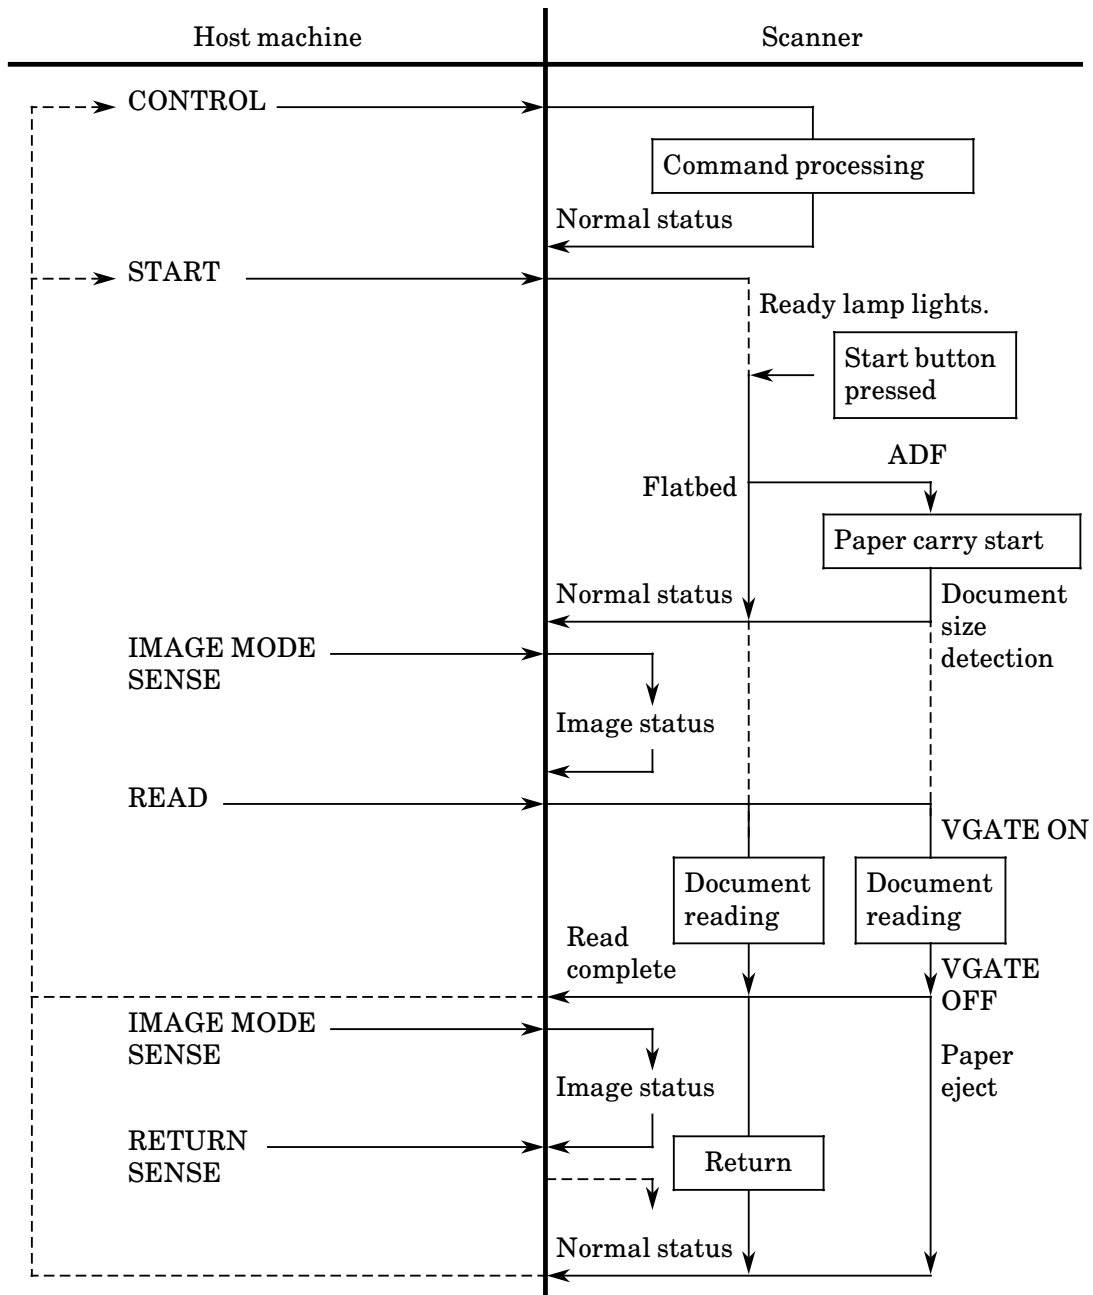 Host machine
Scanner
CONTROL
Command processing
Normal status
START
Ready lamp lights.
Start button
pressed
ADF
Flatbed
Paper carry start
Normal status
Document
size
detection
IMAGE MODE
SENSE
Image status
READ
VGATE ON
Document
reading
Document
reading
Read
complete
VGATE
OFF
IMAGE MODE
SENSE
Paper
eject
Image status
RETURN
SENSE
Return
Normal status